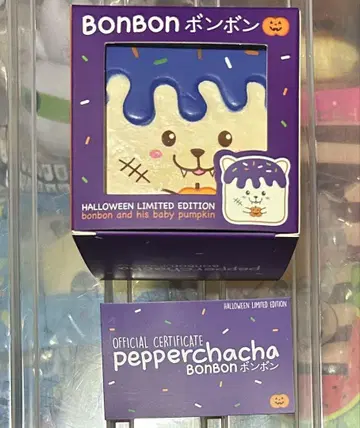 BONBON ボンボン
HALLOWEEN LIMITED EDITION
bonbon and his baby pumpkin
HALLOWEEN LIMITED EDITION
OFFICIAL CERTIFICATE
pepperchacha
BONBON ボンボン